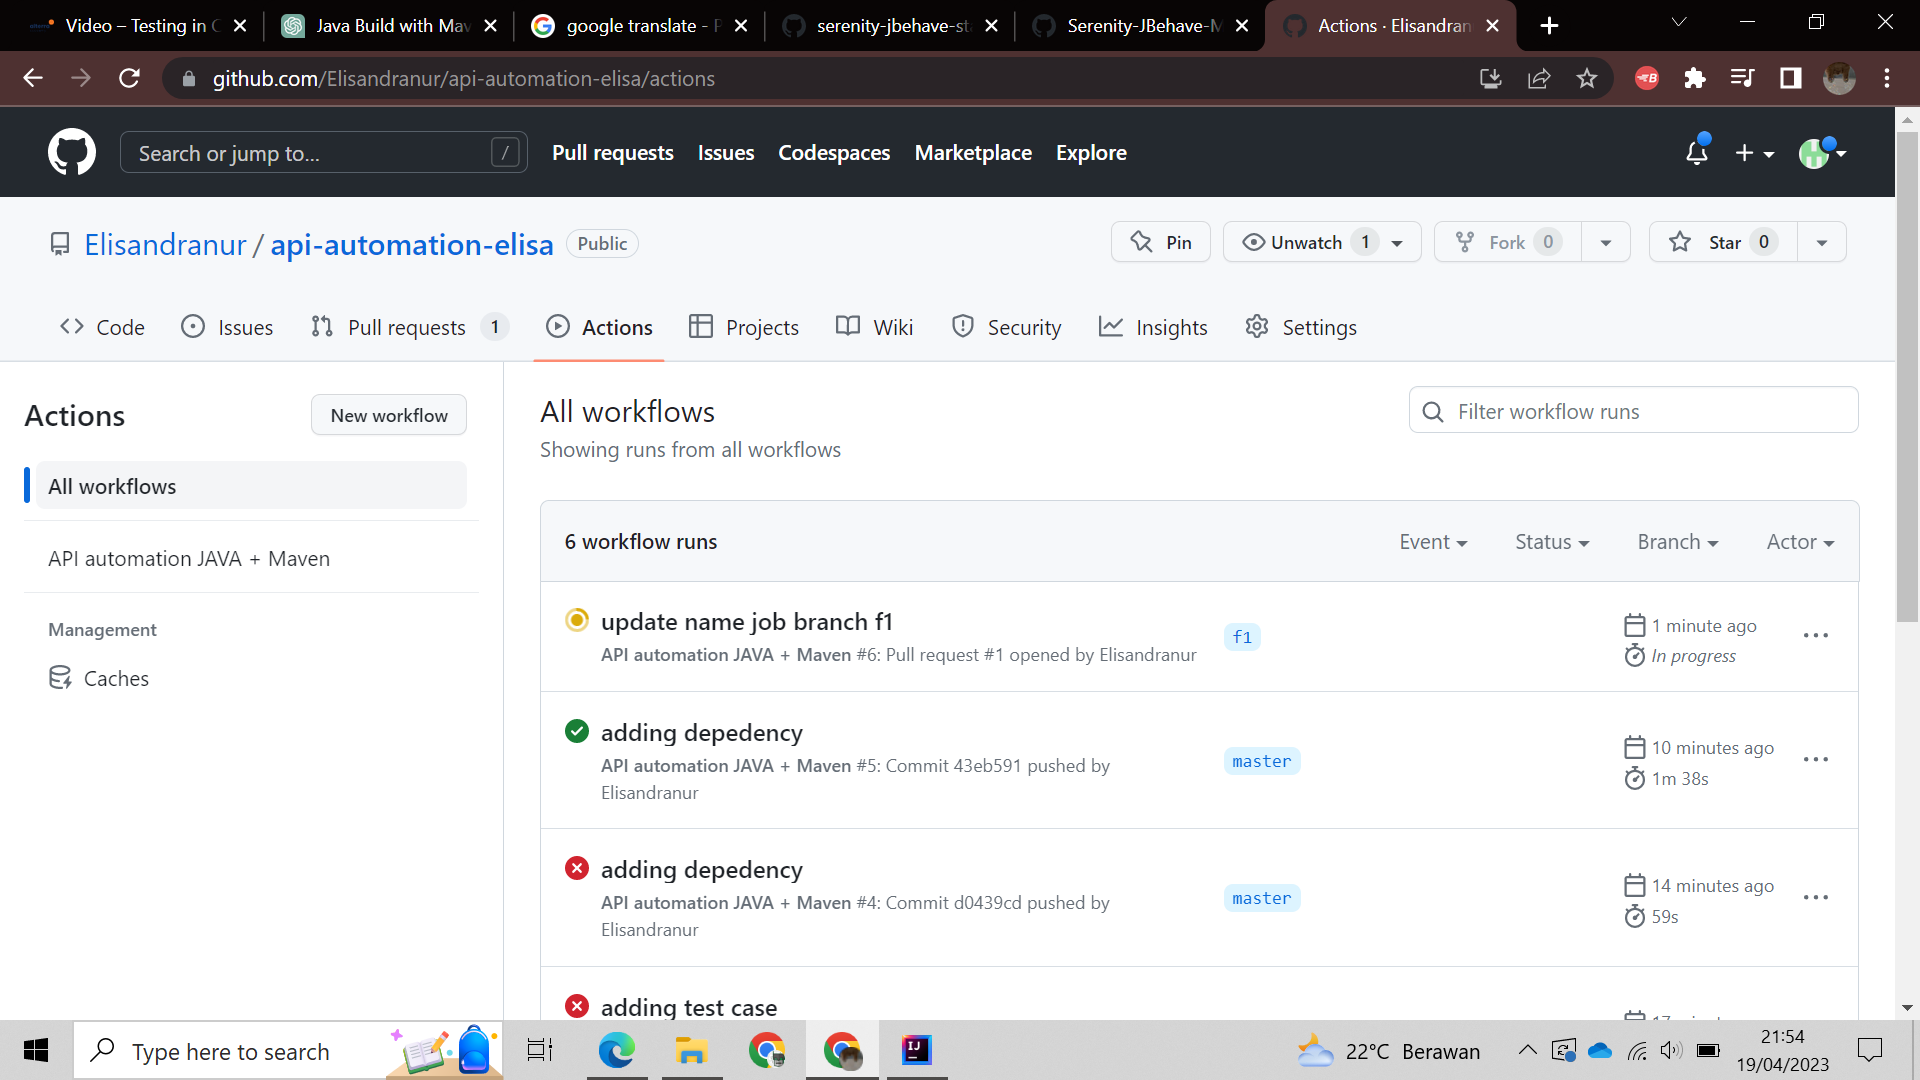 Video – Testing in C
Java Build with Mav
google translate - P
serenity-jbehave-sta
Serenity-JBehave-M
Actions · Elisandran
github.com/Elisandranur/api-automation-elisa/actions
Search or jump to... /
Pull requests Issues Codespaces Marketplace Explore
Elisandranur / api-automation-elisa Public
Pin Unwatch 1 Fork 0 Star 0
Code Issues Pull requests 1 Actions Projects Wiki Security Insights Settings
Actions
New workflow
All workflows
API automation JAVA + Maven
Management
Caches
All workflows
Showing runs from all workflows
Filter workflow runs
6 workflow runs Event Status Branch Actor
update name job branch f1
API automation JAVA + Maven #6: Pull request #1 opened by Elisandranur
f1
1 minute ago
In progress
adding depedency
API automation JAVA + Maven #5: Commit 43eb591 pushed by
Elisandranur
master
10 minutes ago
1m 38s
adding depedency
API automation JAVA + Maven #4: Commit d0439cd pushed by
Elisandranur
master
14 minutes ago
59s
adding test case
Type here to search
IJ
22°C Berawan
21:54
19/04/2023